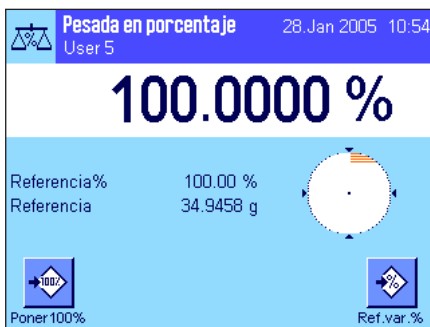 Pesada en porcentaje 28.Jan 2005 10:54
User 5
100.0000 %
Referencia% 100.00 %
Referencia 34.9458 g
100%
%
Poner100% Ref.var.%